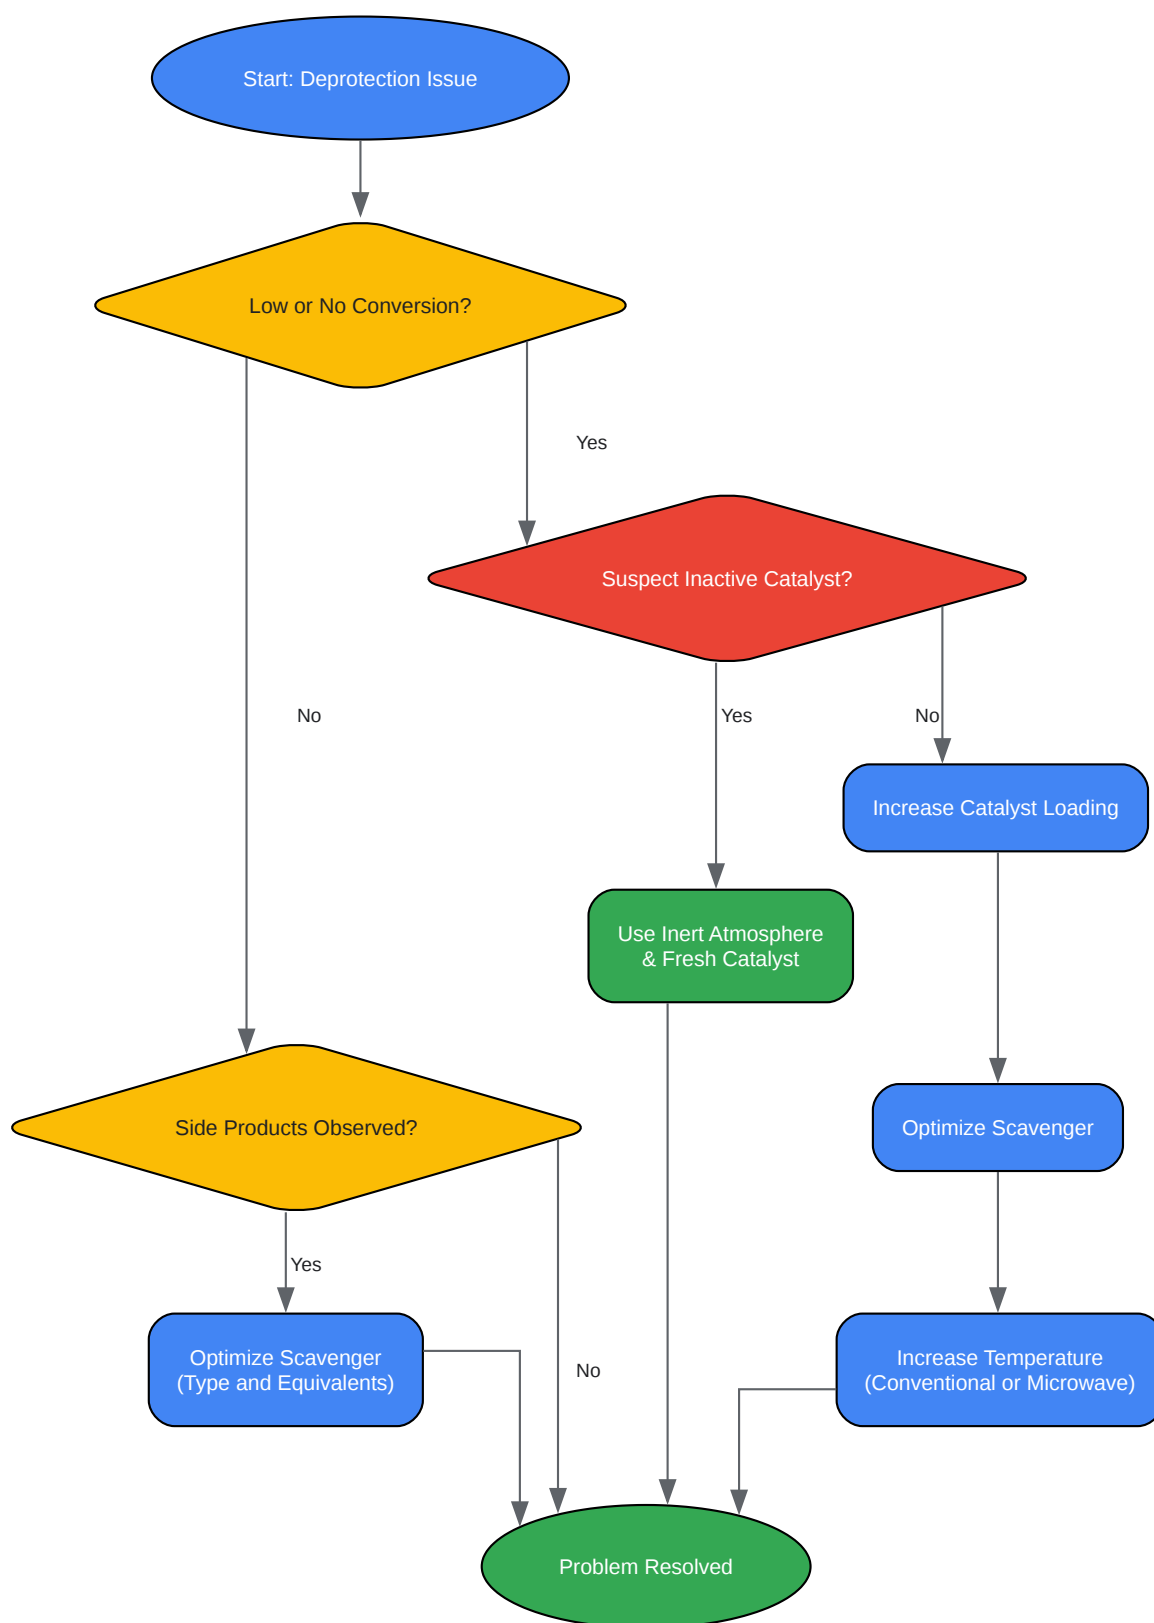 Start: Deprotection Issue
Low or No Conversion?
Yes
Suspect Inactive Catalyst?
No
Yes
No
Increase Catalyst Loading
Use Inert Atmosphere
& Fresh Catalyst
Side Products Observed?
Optimize Scavenger
Yes
Optimize Scavenger
(Type and Equivalents)
No
Increase Temperature
(Conventional or Microwave)
Problem Resolved